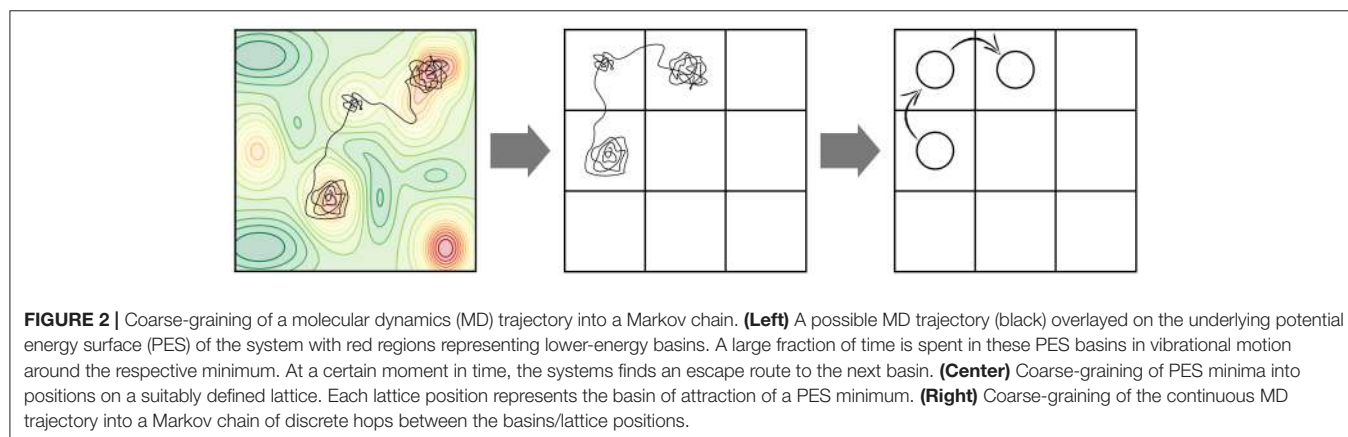 FIGURE 2 | Coarse-graining of a molecular dynamics (MD) trajectory into a Markov chain. (Left) A possible MD trajectory (black) overlayed on the underlying potential
energy surface (PES) of the system with red regions representing lower-energy basins. A large fraction of time is spent in these PES basins in vibrational motion
around the respective minimum. At a certain moment in time, the systems finds an escape route to the next basin. (Center) Coarse-graining of PES minima into
positions on a suitably defined lattice. Each lattice position represents the basin of attraction of a PES minimum. (Right) Coarse-graining of the continuous MD
trajectory into a Markov chain of discrete hops between the basins/lattice positions.